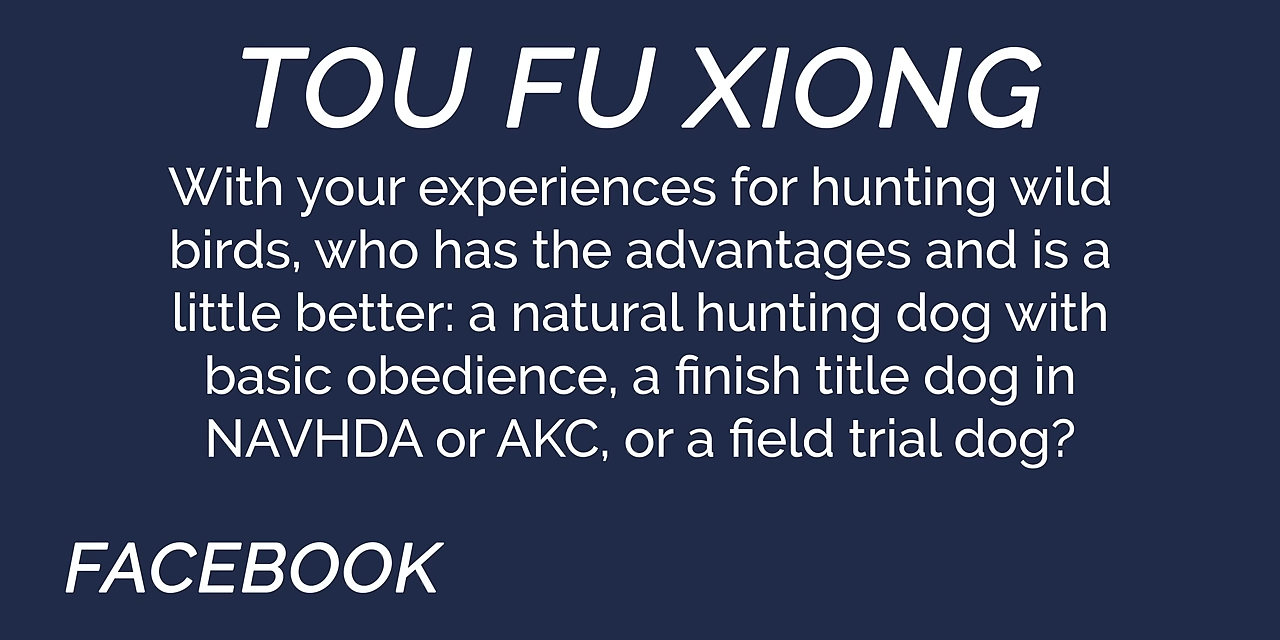 TOU FU XIONG
With your experiences for hunting wild
birds, who has the advantages and is a
little better: a natural hunting dog with
basic obedience, a finish title dog in
NAVHDA or AKC, or a field trial dog?
FACEBOOK